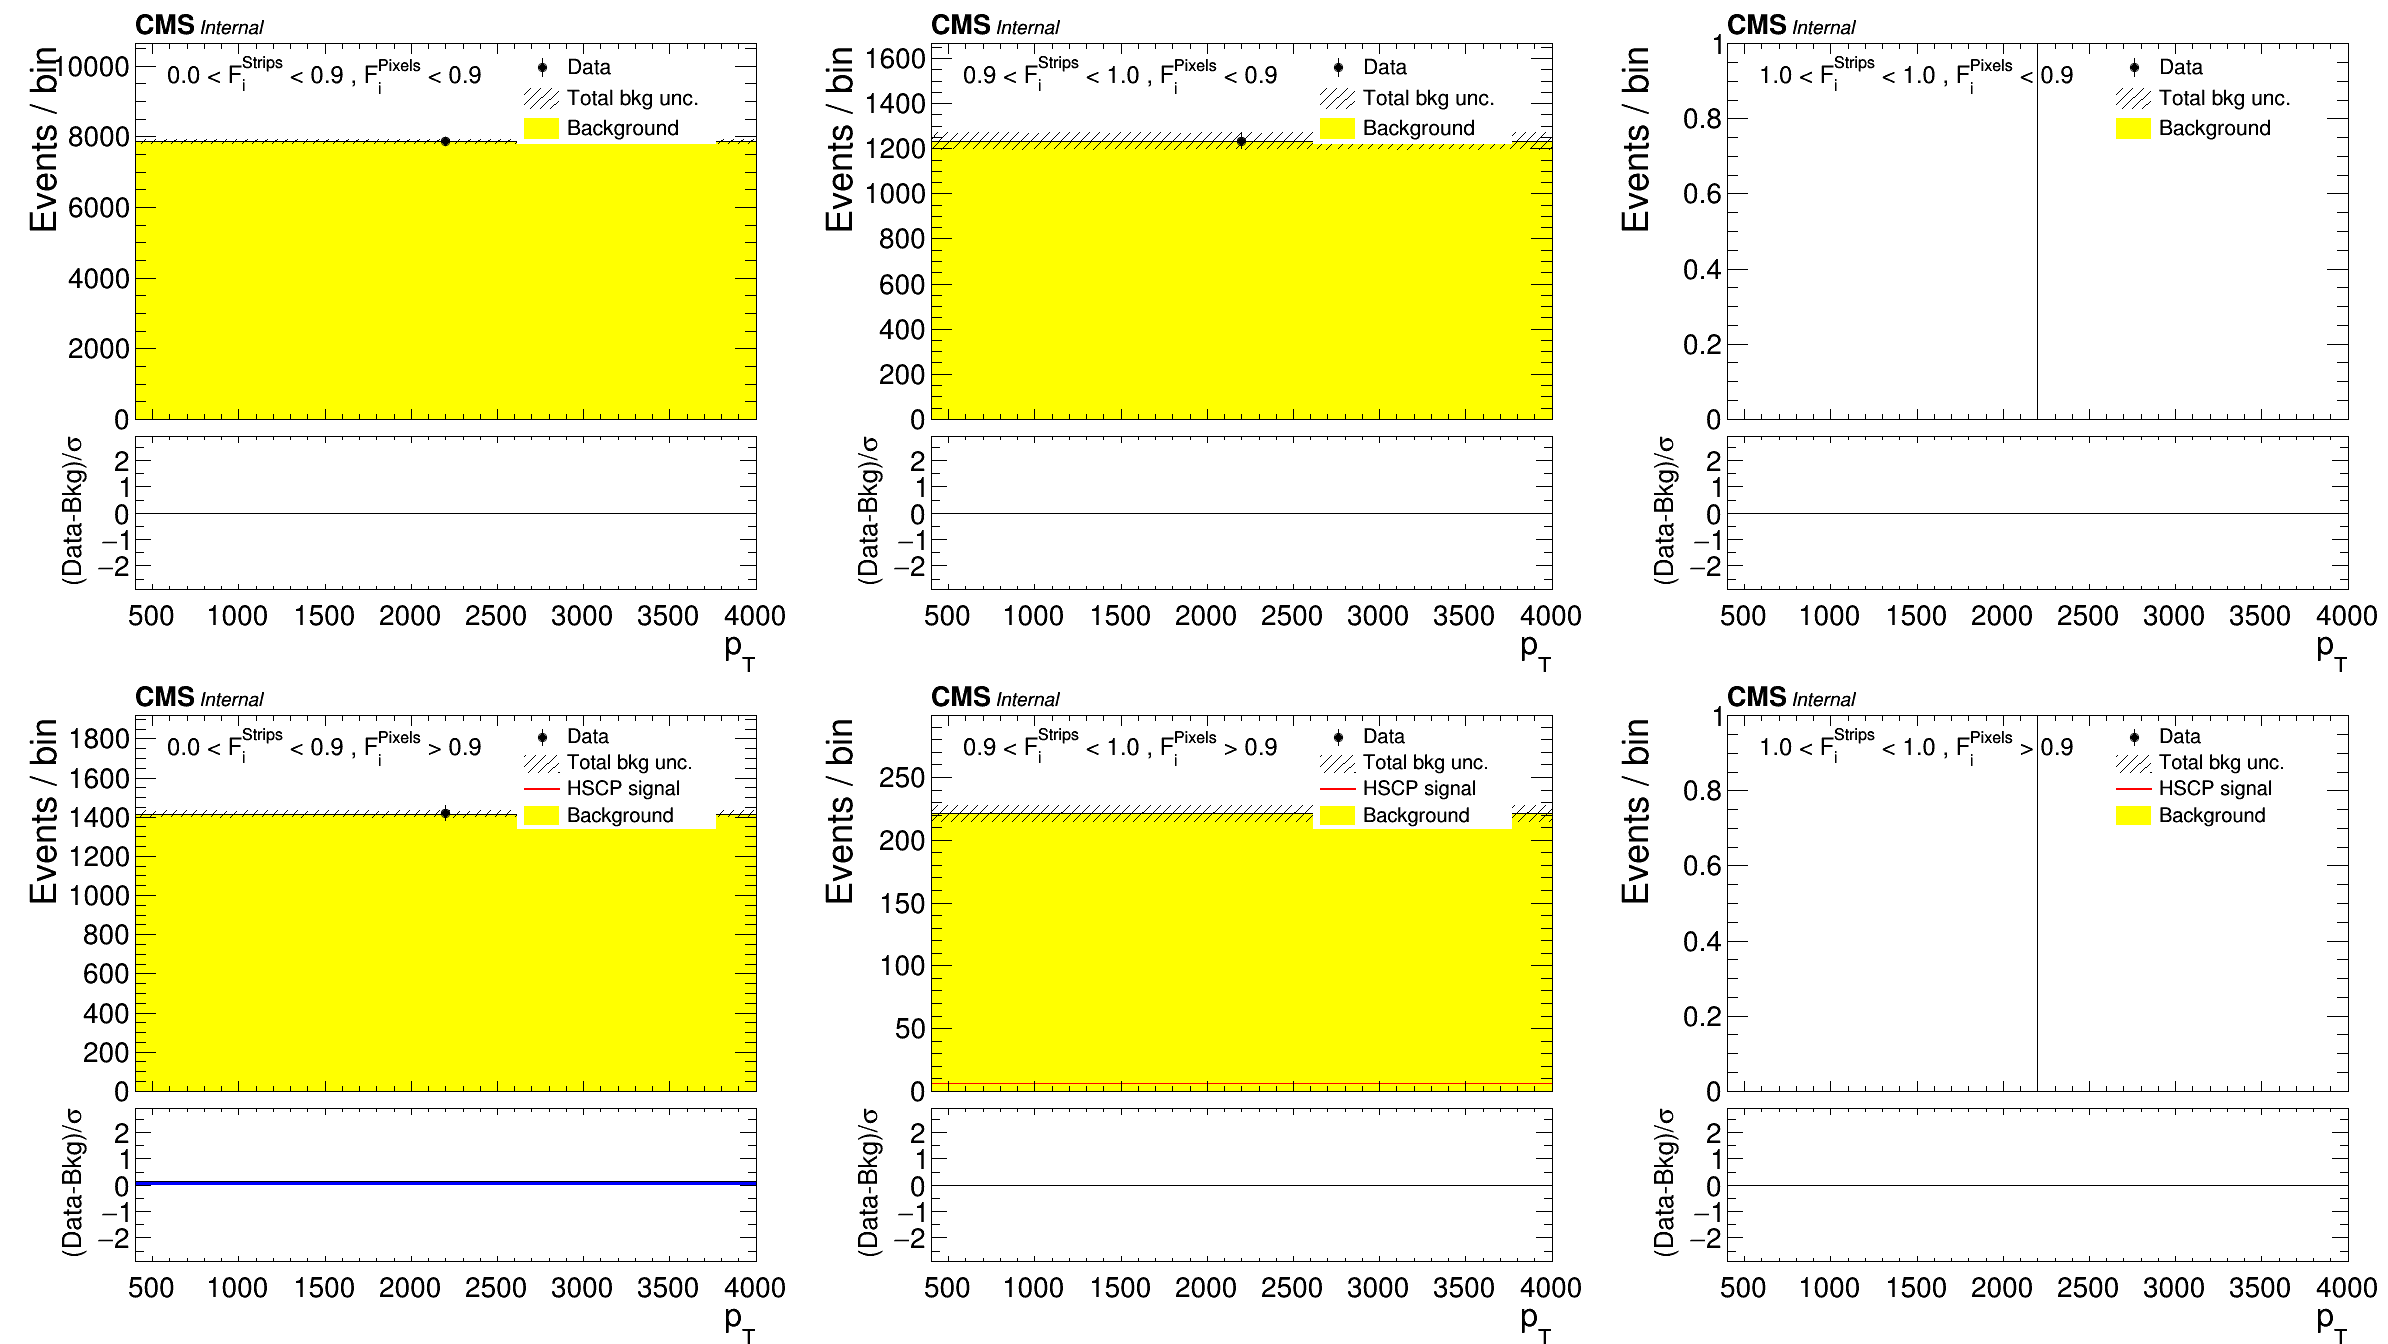 CMS Internal
Events / bin
0.0 < F_i^Strips < 0.9 , F_i^Pixels < 0.9
Data
Total bkg unc.
Background
10000
8000
6000
4000
2000
0
(Data-Bkg)/σ
2
1
0
−1
−2
500 1000 1500 2000 2500 3000 3500 4000
p_T
CMS Internal
Events / bin
0.9 < F_i^Strips < 1.0 , F_i^Pixels < 0.9
Data
Total bkg unc.
Background
1600
1400
1200
1000
800
600
400
200
0
(Data-Bkg)/σ
2
1
0
−1
−2
500 1000 1500 2000 2500 3000 3500 4000
p_T
CMS Internal
Events / bin
1.0 < F_i^Strips < 1.0 , F_i^Pixels < 0.9
Data
Total bkg unc.
Background
1
0.8
0.6
0.4
0.2
0
(Data-Bkg)/σ
2
1
0
−1
−2
500 1000 1500 2000 2500 3000 3500 4000
p_T
CMS Internal
Events / bin
0.0 < F_i^Strips < 0.9 , F_i^Pixels > 0.9
Data
Total bkg unc.
HSCP signal
Background
1800
1600
1400
1200
1000
800
600
400
200
0
(Data-Bkg)/σ
2
1
0
−1
−2
500 1000 1500 2000 2500 3000 3500 4000
p_T
CMS Internal
Events / bin
0.9 < F_i^Strips < 1.0 , F_i^Pixels > 0.9
Data
Total bkg unc.
HSCP signal
Background
250
200
150
100
50
0
(Data-Bkg)/σ
2
1
0
−1
−2
500 1000 1500 2000 2500 3000 3500 4000
p_T
CMS Internal
Events / bin
1.0 < F_i^Strips < 1.0 , F_i^Pixels > 0.9
Data
Total bkg unc.
HSCP signal
Background
1
0.8
0.6
0.4
0.2
0
(Data-Bkg)/σ
2
1
0
−1
−2
500 1000 1500 2000 2500 3000 3500 4000
p_T